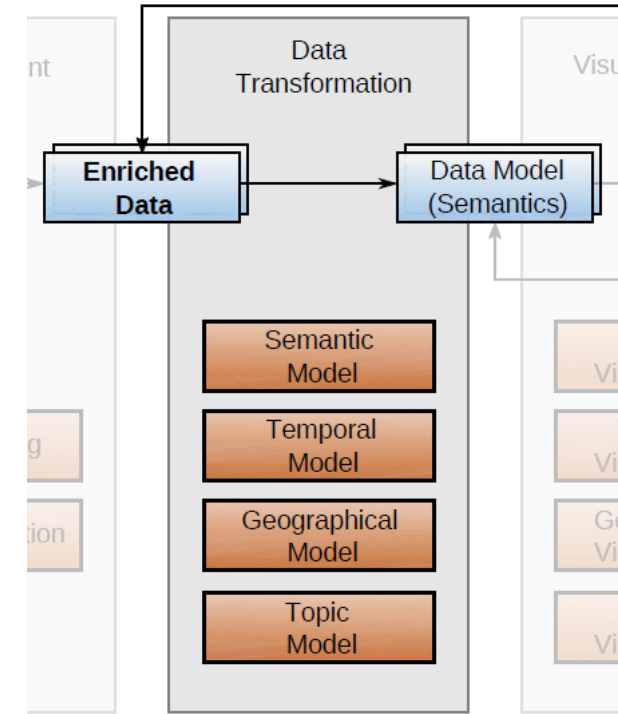 Data
Transformation
Enriched
Data
Data Model
(Semantics)
Semantic
Model
Temporal
Model
Geographical
Model
Topic
Model